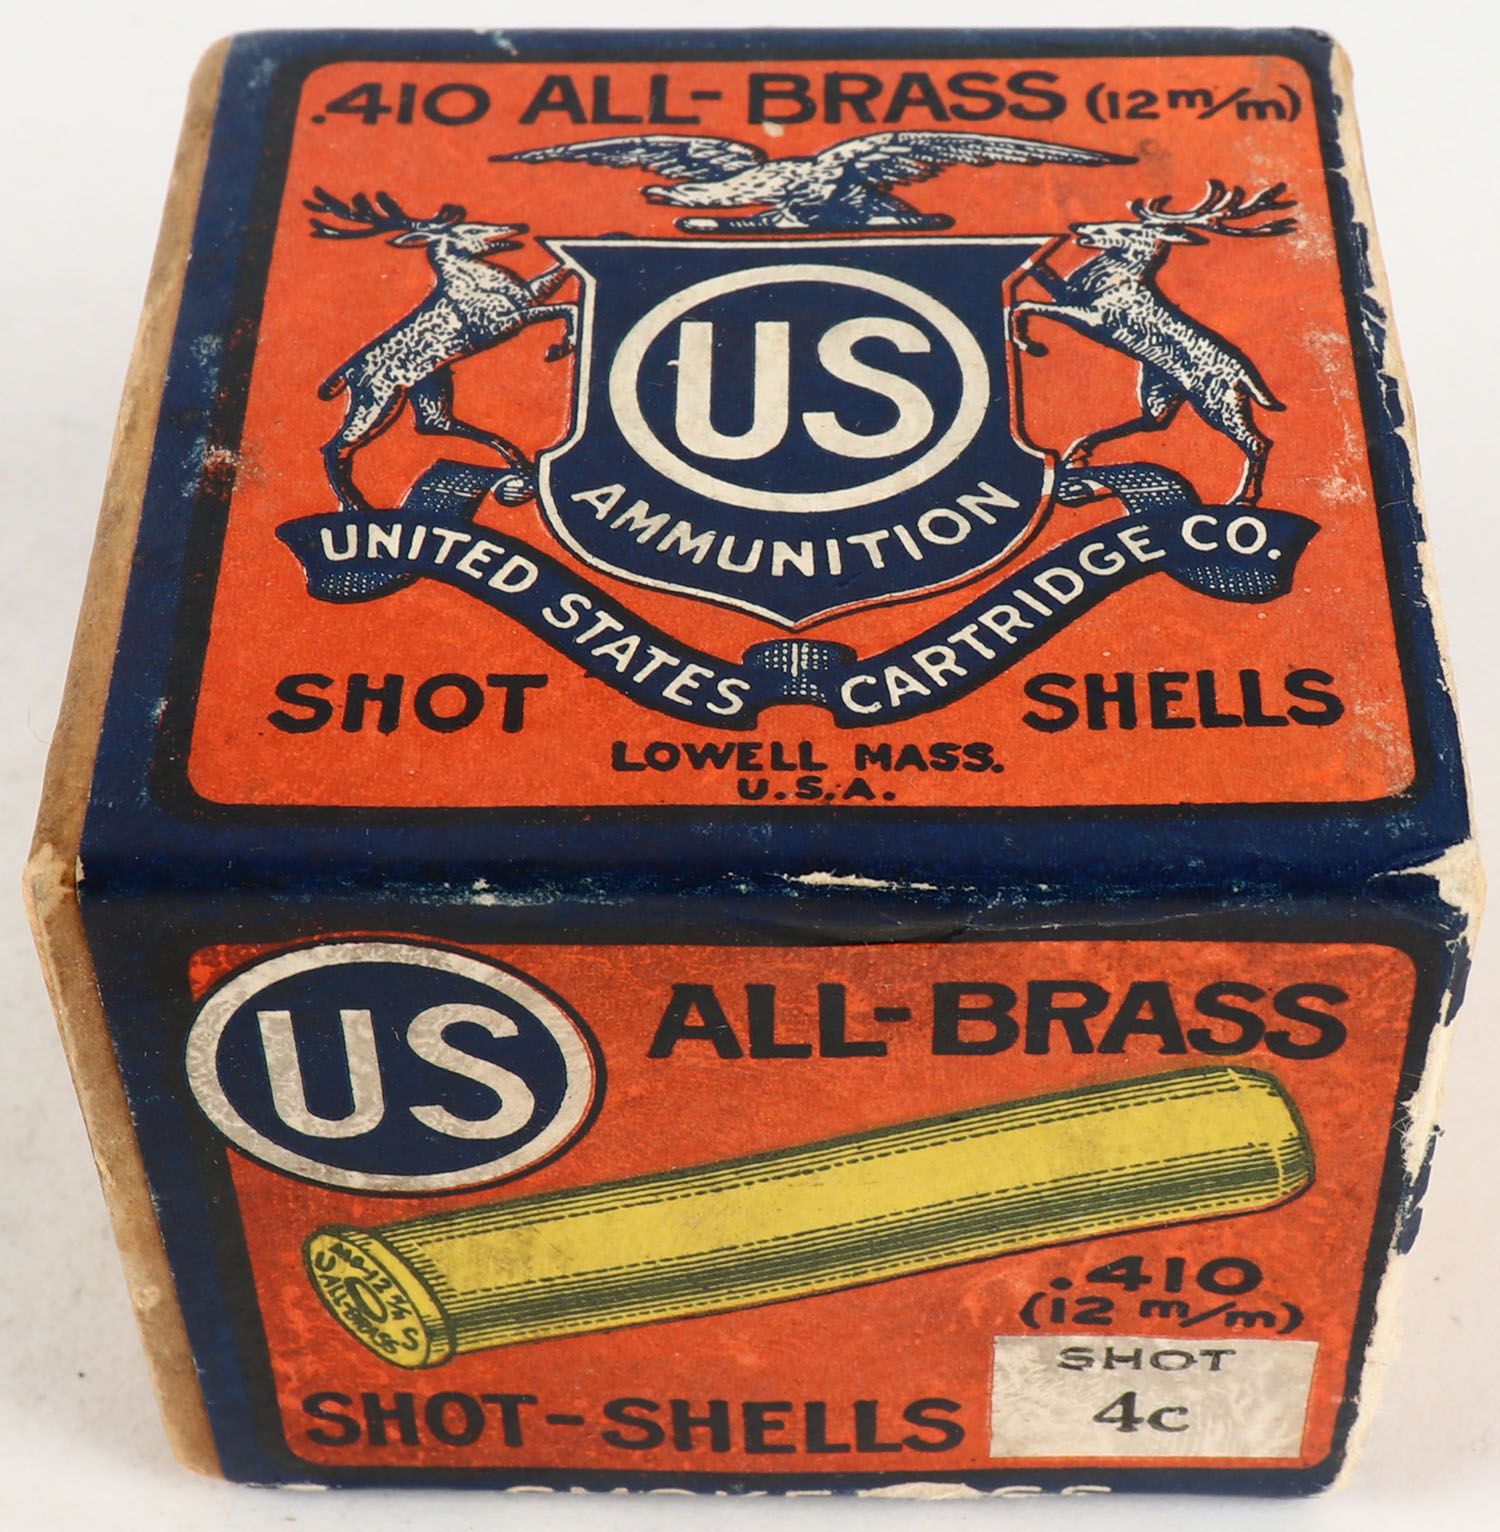 .410 ALL-BRASS (12 m/m)
US
AMMUNITION
UNITED STATES CARTRIDGE CO.
SHOT SHELLS
LOWELL MASS.
U.S.A.
US
ALL-BRASS
.410
(12 m/m)
SHOT
4c
SHOT-SHELLS